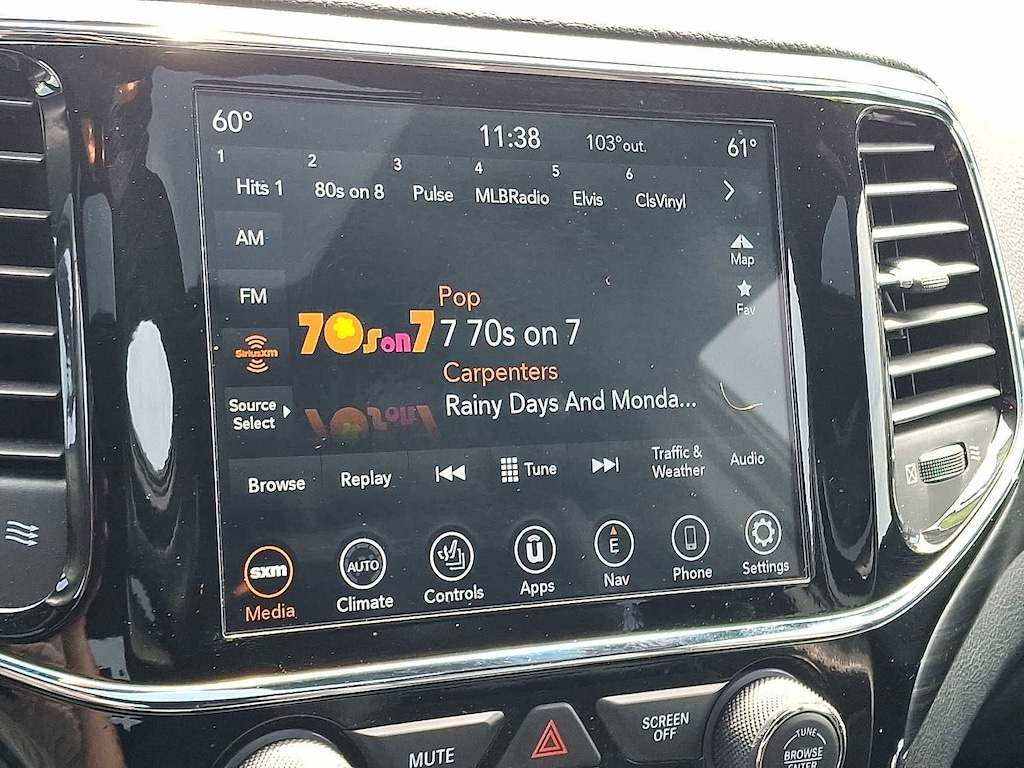 60° 11:38 103°out. 61°
1 2 3 4 5 6
Hits 1 80s on 8 Pulse MLBRadio Elvis ClsVinyl
AM
Map
FM
Fav
Pop
70s on 7 7 70s on 7
SiriusXM
Carpenters
Source
Select
Rainy Days And Monda...
Browse Replay Tune Traffic &
Weather Audio
sxm AUTO ū E
Media Climate Controls Apps Nav Phone Settings
MUTE SCREEN
OFF
TUNE
BROWSE
ENTER